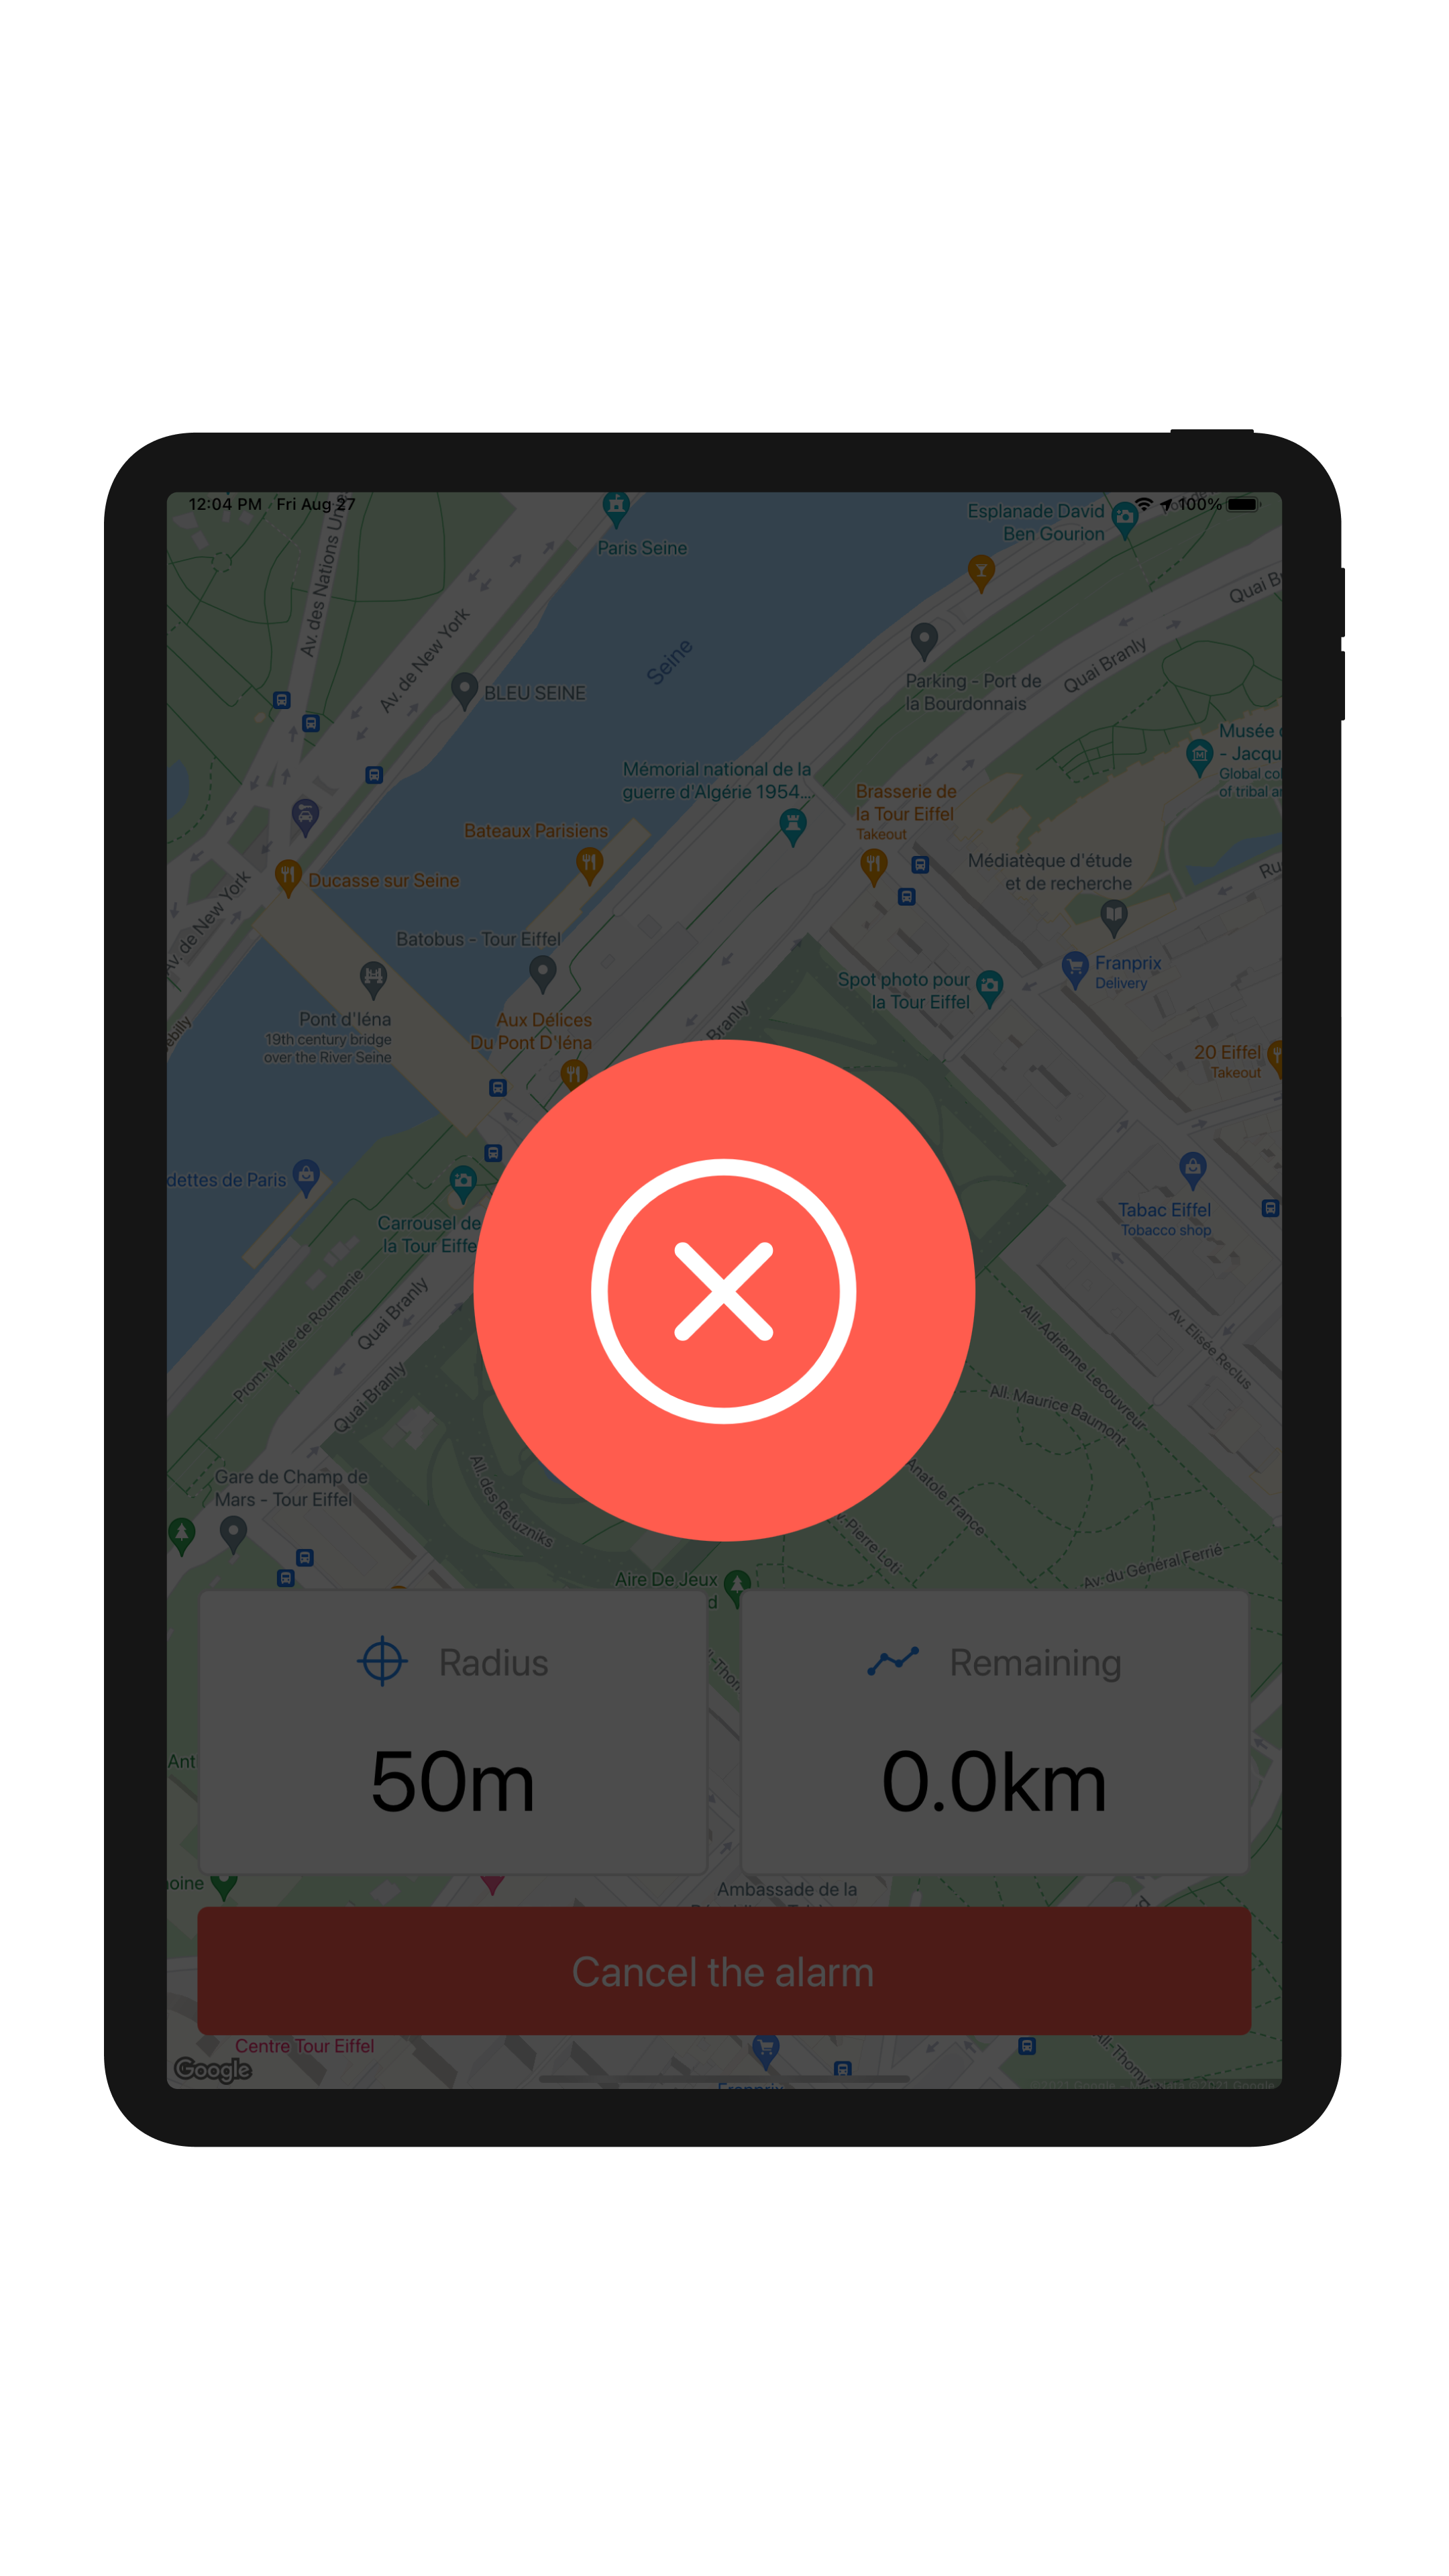 12:04 PM Fri Aug 27
100%
Esplanade David
Ben Gourion
Paris Seine
Av. des Nations
Quai
Av. de New York
Seine
Quai Branly
BLEU SEINE
Parking - Port de
la Bourdonnais
Musée
- Jacqu
Global
of tribal
Mémorial national de la
guerre d'Algérie 1954...
Brasserie de
la Tour Eiffel
Takeout
Bateaux Parisiens
Médiatèque d'étude
et de recherche
Ducasse sur Seine
Av. de New York
Batobus - Tour Eiffel
Franprix
Delivery
Spot photo pour
la Tour Eiffel
Branly
Pont d'Iéna
19th century bridge
over the River Seine
Aux Délices
Du Pont D'Iéna
20 Eiffel
Takeout
dettes de Paris
Tabac Eiffel
Tobacco shop
Carrousel de
la Tour Eiffe
Prom. Marie de Roumanie
Quai Branly
Quai Branly
All. Adrienne Lecouvreur
Av. Elisée Reclus
All. Maurice Baumont
Gare de Champ de
Mars - Tour Eiffel
All. des Refuzniks
Anatole France
Pierre Loti
Av. du Général Ferrié
Aire De Jeux
d
Radius
Remaining
50m
0.0km
Ant
oine
Ambassade de la
Cancel the alarm
Centre Tour Eiffel
Google
Franprix